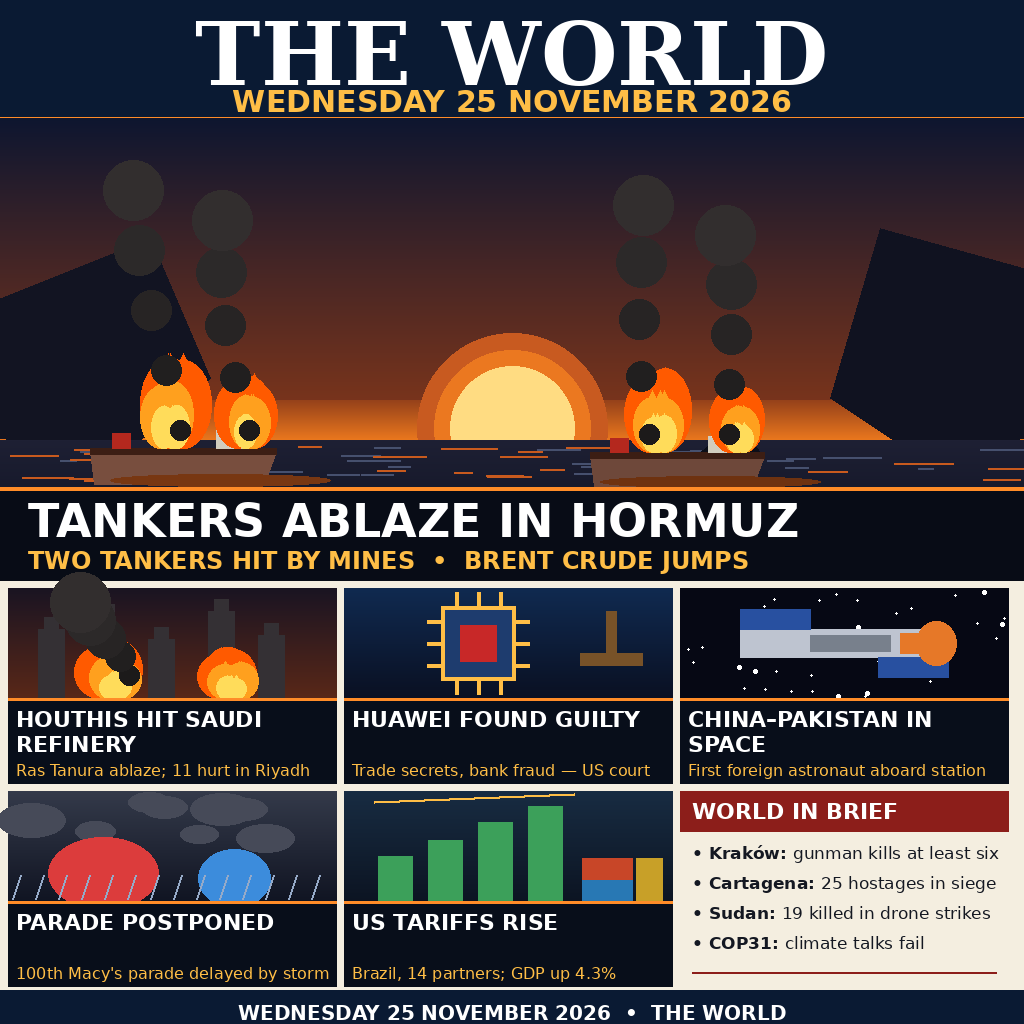 THE WORLD
WEDNESDAY 25 NOVEMBER 2026
TANKERS ABLAZE IN HORMUZ
TWO TANKERS HIT BY MINES • BRENT CRUDE JUMPS
HOUTHIS HIT SAUDI
REFINERY
Ras Tanura ablaze; 11 hurt in Riyadh
HUAWEI FOUND GUILTY
Trade secrets, bank fraud — US court
CHINA–PAKISTAN IN
SPACE
First foreign astronaut aboard station
PARADE POSTPONED
100th Macy's parade delayed by storm
US TARIFFS RISE
Brazil, 14 partners; GDP up 4.3%
WORLD IN BRIEF
• Kraków: gunman kills at least six
• Cartagena: 25 hostages in siege
• Sudan: 19 killed in drone strikes
• COP31: climate talks fail
WEDNESDAY 25 NOVEMBER 2026 • THE WORLD